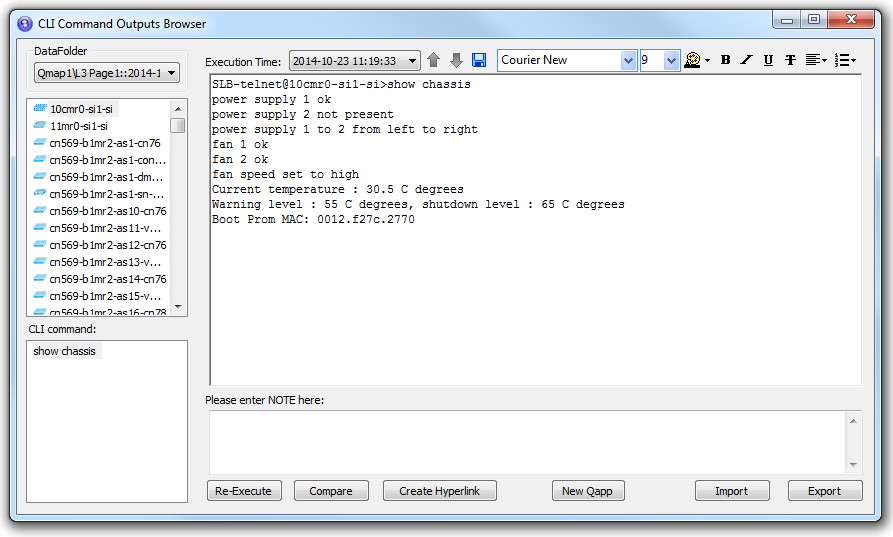 CLI Command Outputs Browser
DataFolder
Qmap1\L3 Page1::2014-1
Execution Time: 2014-10-23 11:19:33 Courier New 9 B I U T
10cmr0-si1-si
11mr0-si1-si
cn569-b1mr2-as1-cn76
cn569-b1mr2-as1-con...
cn569-b1mr2-as1-dm...
cn569-b1mr2-as1-sn-...
cn569-b1mr2-as10-cn76
cn569-b1mr2-as11-v...
cn569-b1mr2-as12-cn76
cn569-b1mr2-as13-v...
cn569-b1mr2-as14-cn76
cn569-b1mr2-as15-v...
cn569-b1mr2-as16-cn78
CLI command:
show chassis
SLB-telnet@10cmr0-si1-si>show chassis
power supply 1 ok
power supply 2 not present
power supply 1 to 2 from left to right
fan 1 ok
fan 2 ok
fan speed set to high
Current temperature : 30.5 C degrees
Warning level : 55 C degrees, shutdown level : 65 C degrees
Boot Prom MAC: 0012.f27c.2770
Please enter NOTE here:
Re-Execute Compare Create Hyperlink New Qapp Import Export